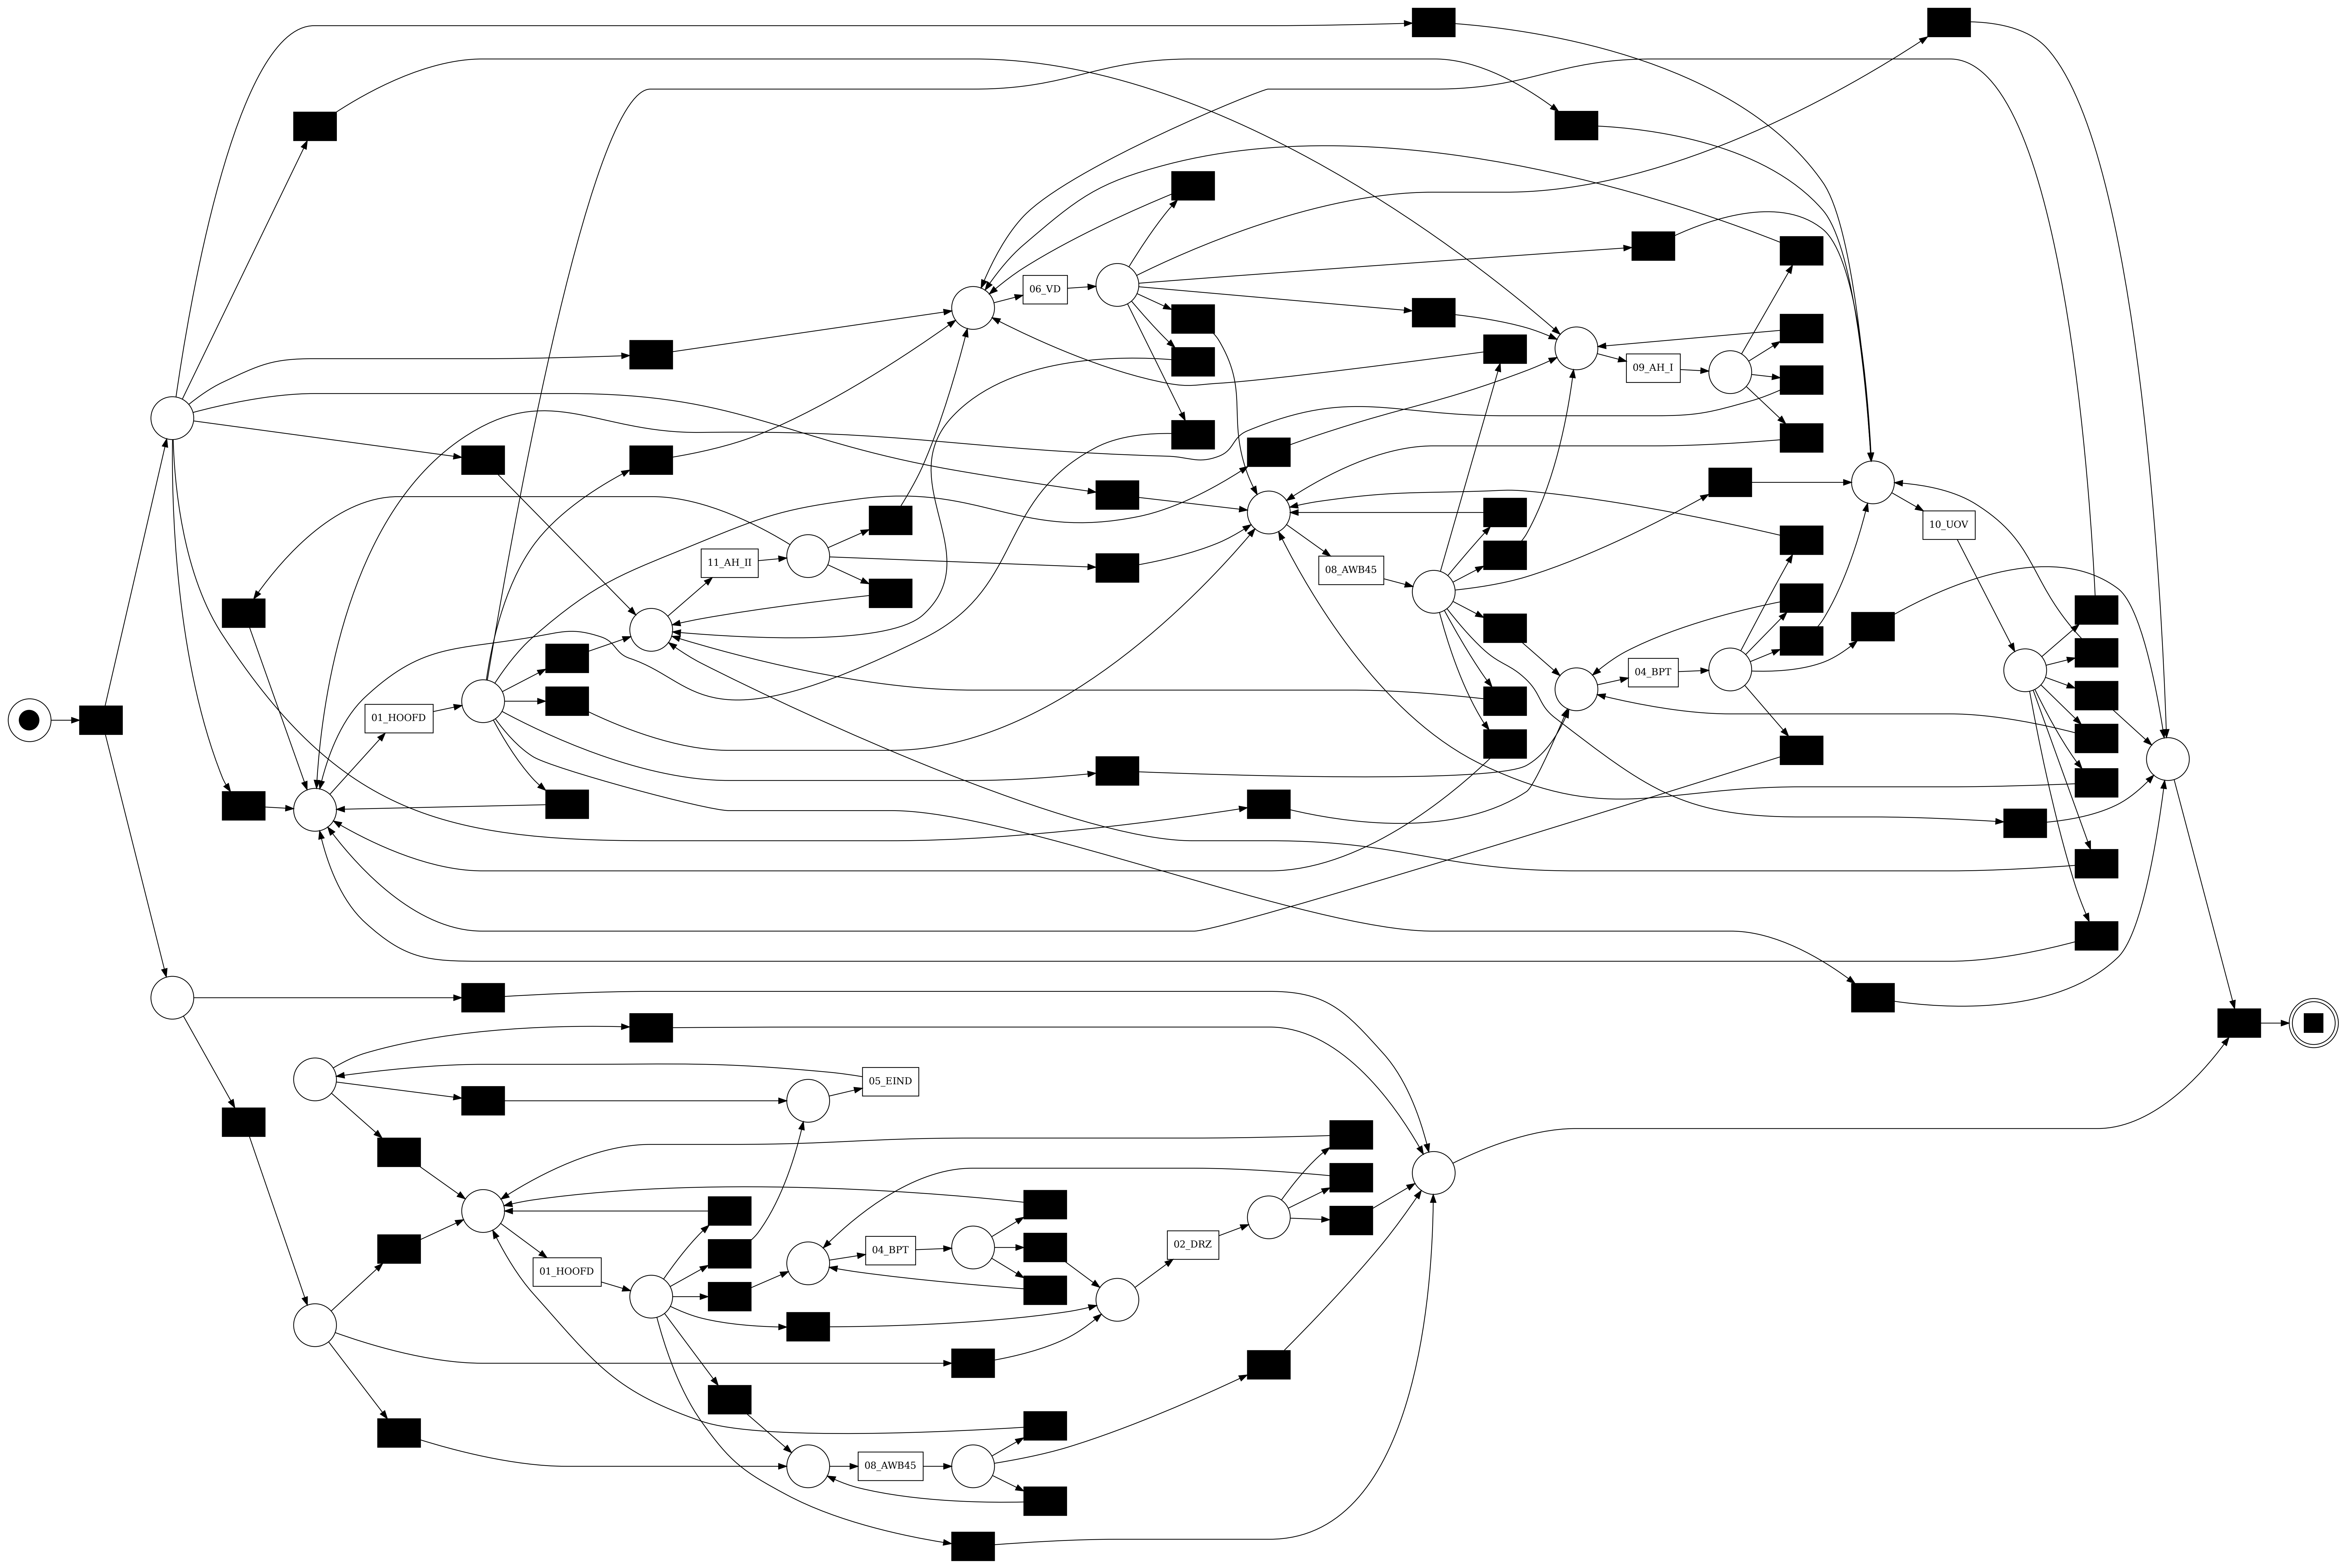 06_VD
09_AH_I
10_UOV
11_AH_II
08_AWB45
04_BPT
01_HOOFD
05_EIND
04_BPT
02_DRZ
01_HOOFD
08_AWB45